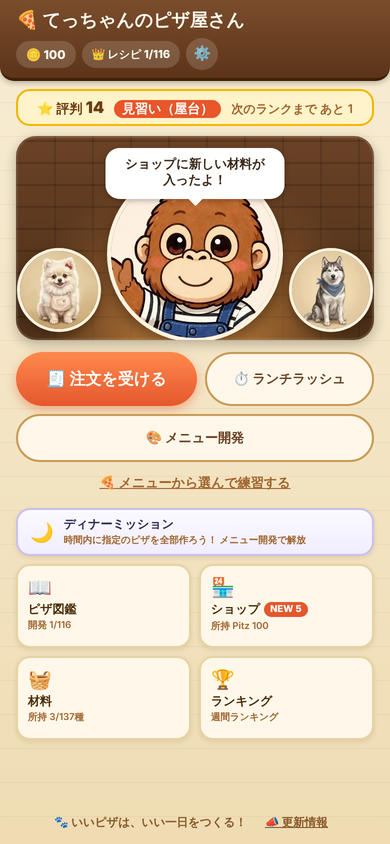 🍕 てっちゃんのピザ屋さん
🪙 100 👑 レシピ 1/116 ⚙️
⭐ 評判 14 見習い（屋台） 次のランクまで あと 1
ショップに新しい材料が
入ったよ！
🧾 注文を受ける ⏱️ ランチラッシュ
🎨 メニュー開発
🍕 メニューから選んで練習する
🌙 ディナーミッション
時間内に指定のピザを全部作ろう！ メニュー開発で解放
📖
ピザ図鑑
開発 1/116
🏪
ショップ NEW 5
所持 Pitz 100
🧺
材料
所持 3/137種
🏆
ランキング
週間ランキング
🐾 いいピザは、いい一日をつくる！ 📣 更新情報